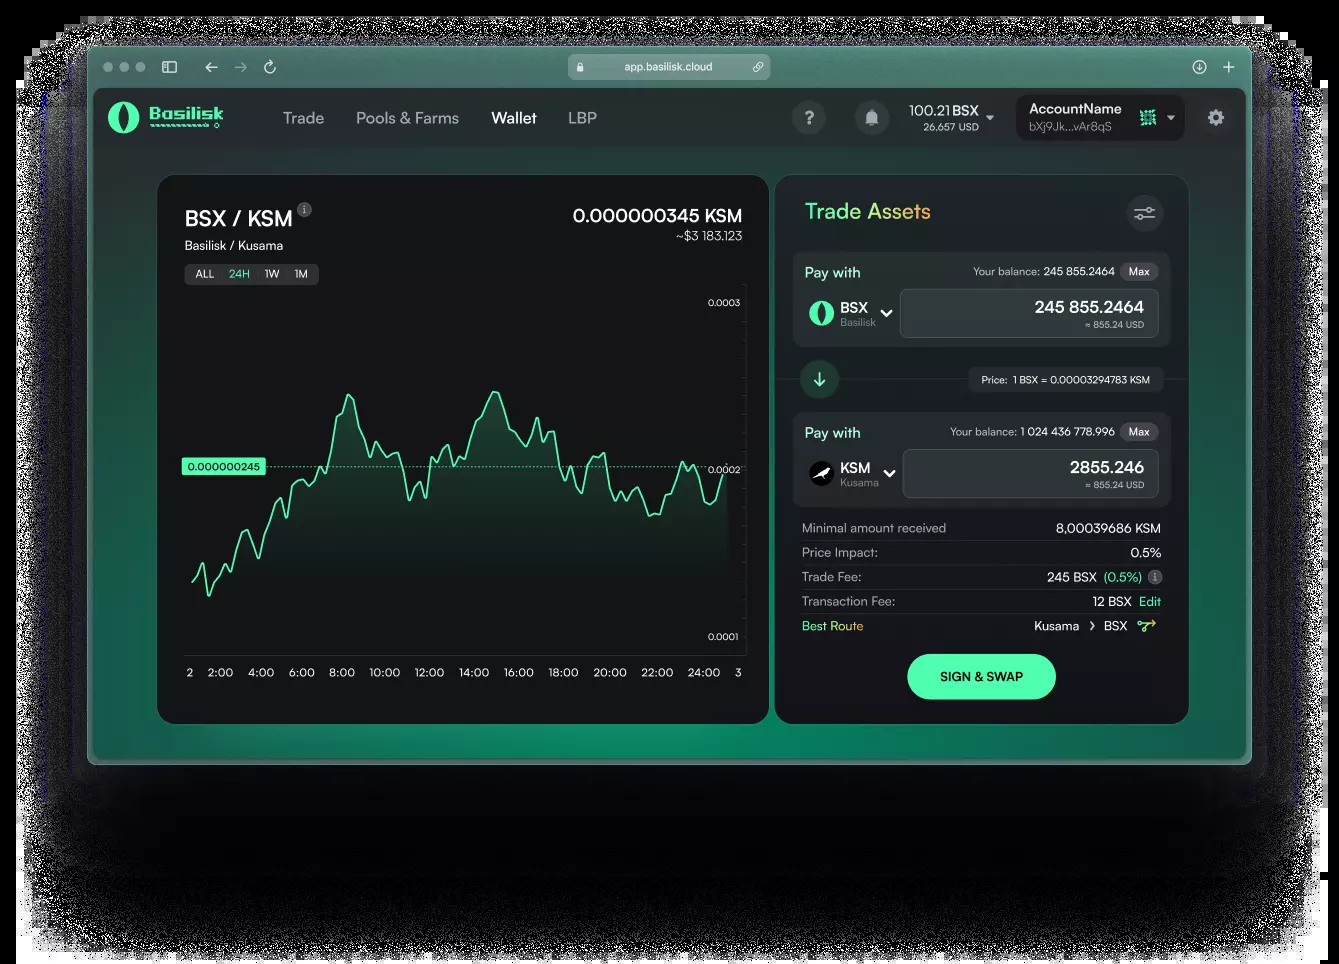 app.basilisk.cloud
Basilisk
Trade Pools & Farms Wallet LBP
?
100.21 BSX
26,657 USD
AccountName
bXj9Jk...vAr8qS
BSX / KSM i
Basilisk / Kusama
ALL 24H 1W 1M
0.000000345 KSM
~$3 183.123
0.0003
0.000000245
0.0002
0.0001
2 2:00 4:00 6:00 8:00 10:00 12:00 14:00 16:00 18:00 20:00 22:00 24:00 3
Trade Assets
Pay with
Your balance: 245 855.2464 Max
BSX
Basilisk
245 855.2464
≈ 855.24 USD
Price: 1 BSX = 0.00003294783 KSM
Pay with
Your balance: 1 024 436 778.996 Max
KSM
Kusama
2855.246
≈ 855.24 USD
Minimal amount received 8,00039686 KSM
Price Impact: 0.5%
Trade Fee: 245 BSX (0.5%) i
Transaction Fee: 12 BSX Edit
Best Route Kusama > BSX
SIGN & SWAP